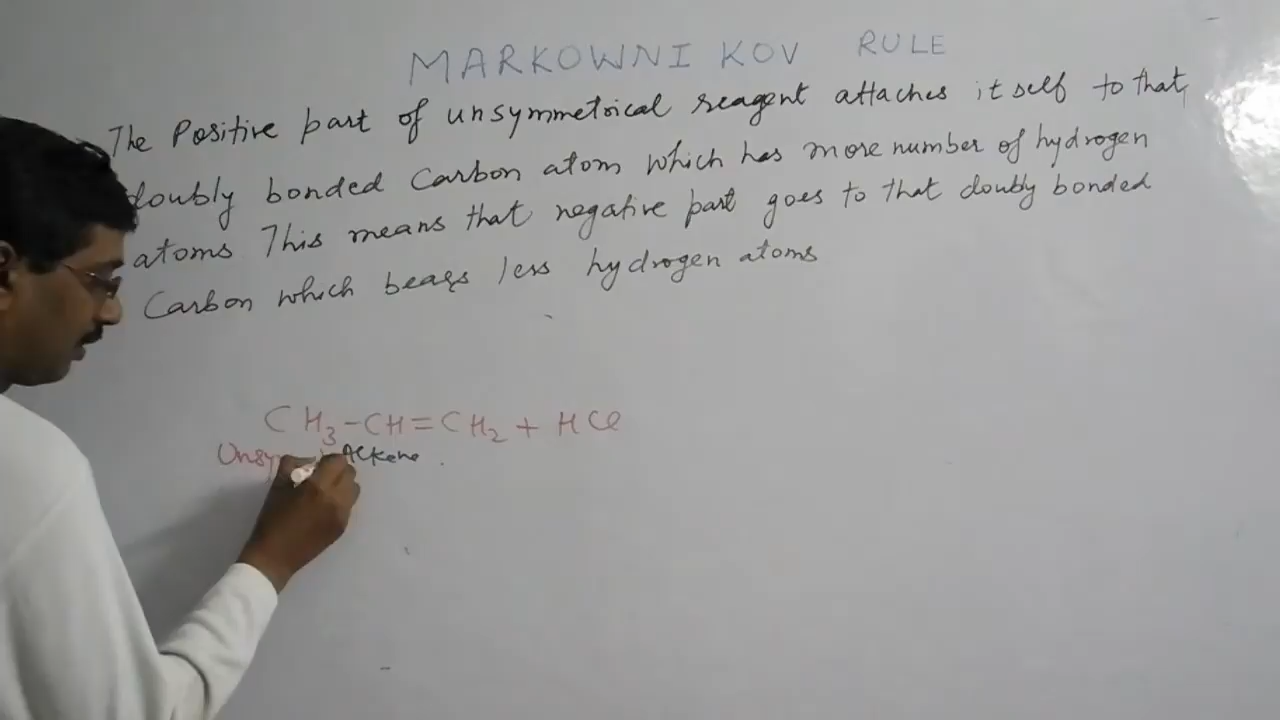 MARKOWNIKOV RULE
The Positive part of unsymmetrical reagent attaches itself to that
doubly bonded Carbon atom which has more number of hydrogen
atoms This means that negative part goes to that doubly bonded
Carbon which bears less hydrogen atoms
CH3-CH=CH2 + HCl
Alkene